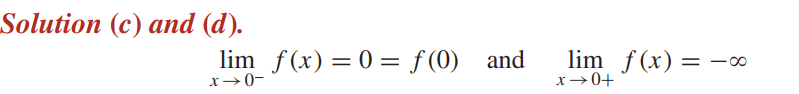 Solution (c) and (d).
lim f(x) = 0 = f(0) and lim f(x) = −∞
x→0− x→0+